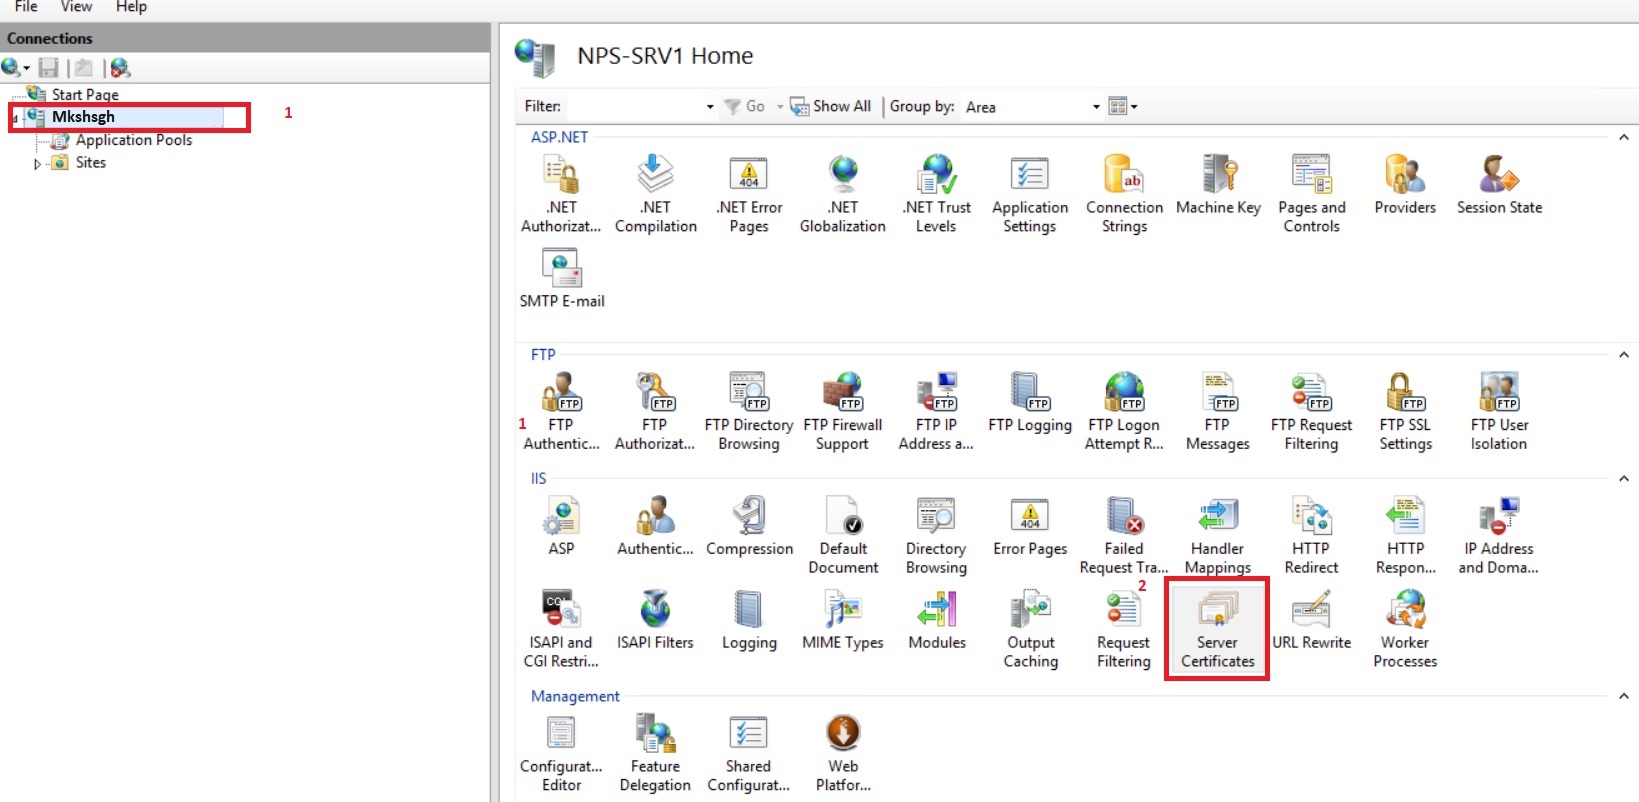 File View Help
Connections
Start Page
Mkshsgh
1
Application Pools
Sites
NPS-SRV1 Home
Filter: Go Show All Group by: Area
ASP.NET
.NET Authorizat...
.NET Compilation
.NET Error Pages
.NET Globalization
.NET Trust Levels
Application Settings
Connection Strings
Machine Key
Pages and Controls
Providers
Session State
SMTP E-mail
FTP
1
FTP Authentic...
FTP Authorizat...
FTP Directory Browsing
FTP Firewall Support
FTP IP Address a...
FTP Logging
FTP Logon Attempt R...
FTP Messages
FTP Request Filtering
FTP SSL Settings
FTP User Isolation
IIS
ASP
Authentic...
Compression
Default Document
Directory Browsing
Error Pages
Failed Request Tra...
Handler Mappings
HTTP Redirect
HTTP Respon...
IP Address and Doma...
2
ISAPI and CGI Restri...
ISAPI Filters
Logging
MIME Types
Modules
Output Caching
Request Filtering
Server Certificates
URL Rewrite
Worker Processes
Management
Configurat... Editor
Feature Delegation
Shared Configurat...
Web Platfor...